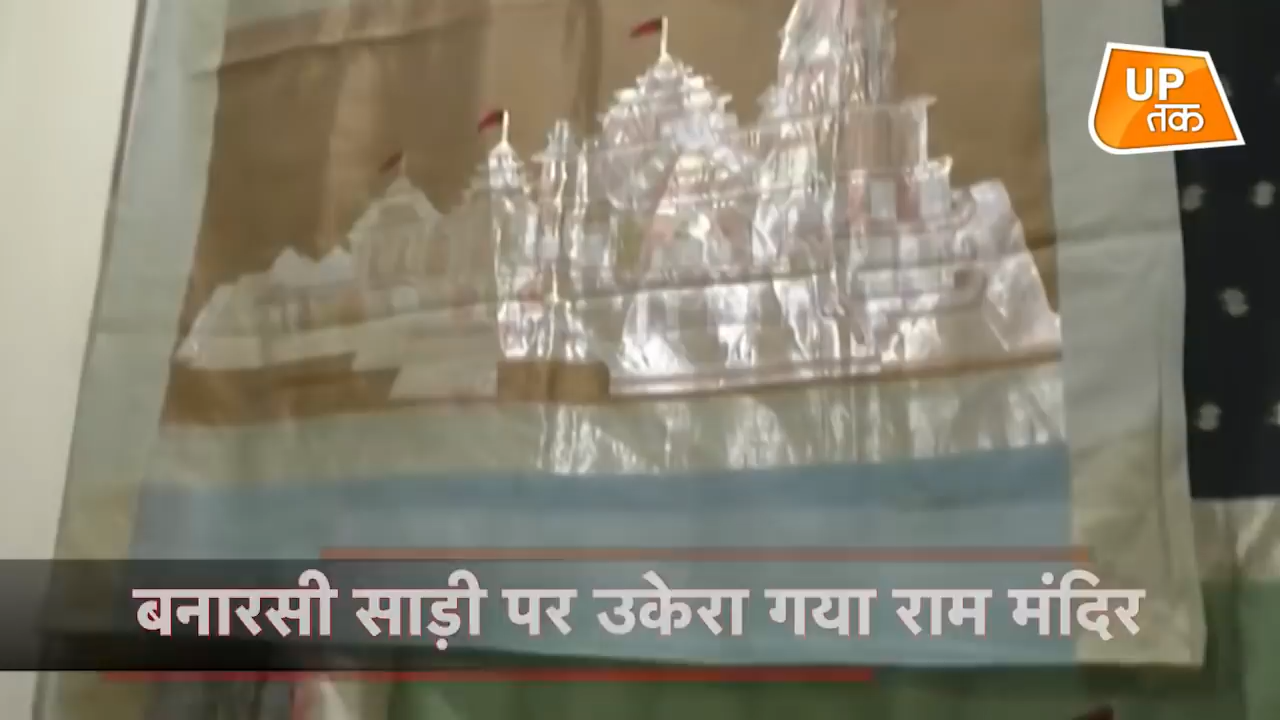 UP
तक
बनारसी साड़ी पर उकेरा गया राम मंदिर